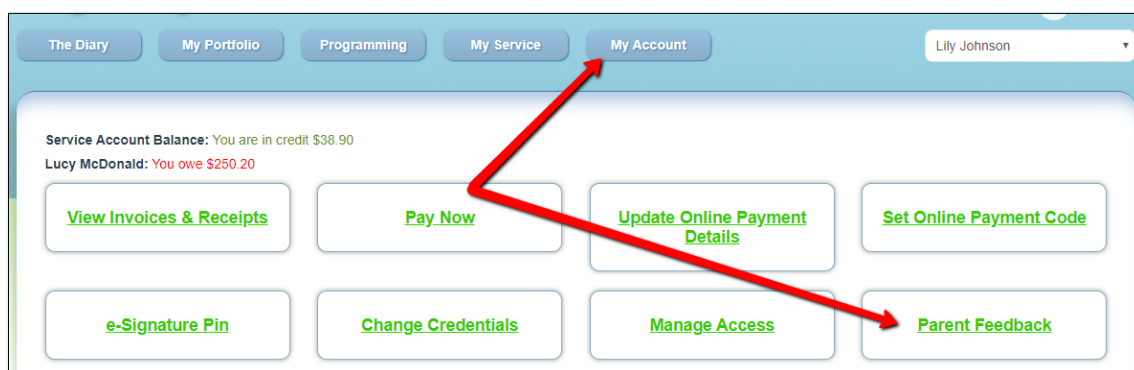 The Diary
My Portfolio
Programming
My Service
My Account
Lily Johnson
Service Account Balance: You are in credit $38.90
Lucy McDonald: You owe $250.20
View Invoices & Receipts
Pay Now
Update Online Payment
Details
Set Online Payment Code
e-Signature Pin
Change Credentials
Manage Access
Parent Feedback